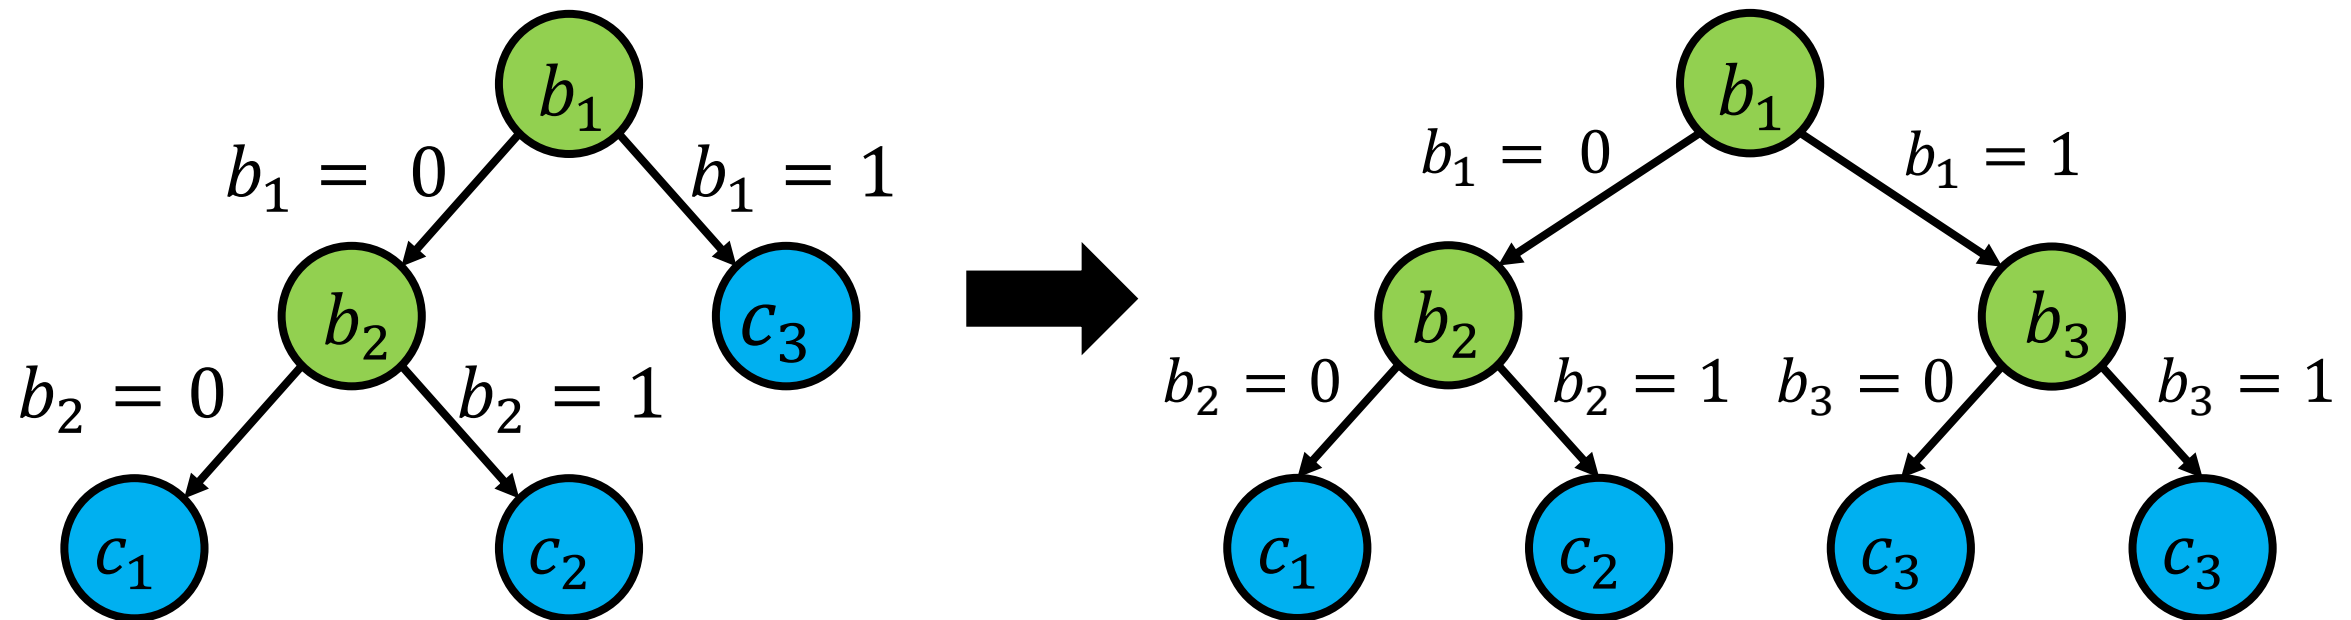 b₁
b₁ = 0
b₁ = 1
b₂
c₃
b₂ = 0
b₂ = 1
c₁
c₂
b₁
b₁ = 0
b₁ = 1
b₂
b₃
b₂ = 0
b₂ = 1
b₃ = 0
b₃ = 1
c₁
c₂
c₃
c₃